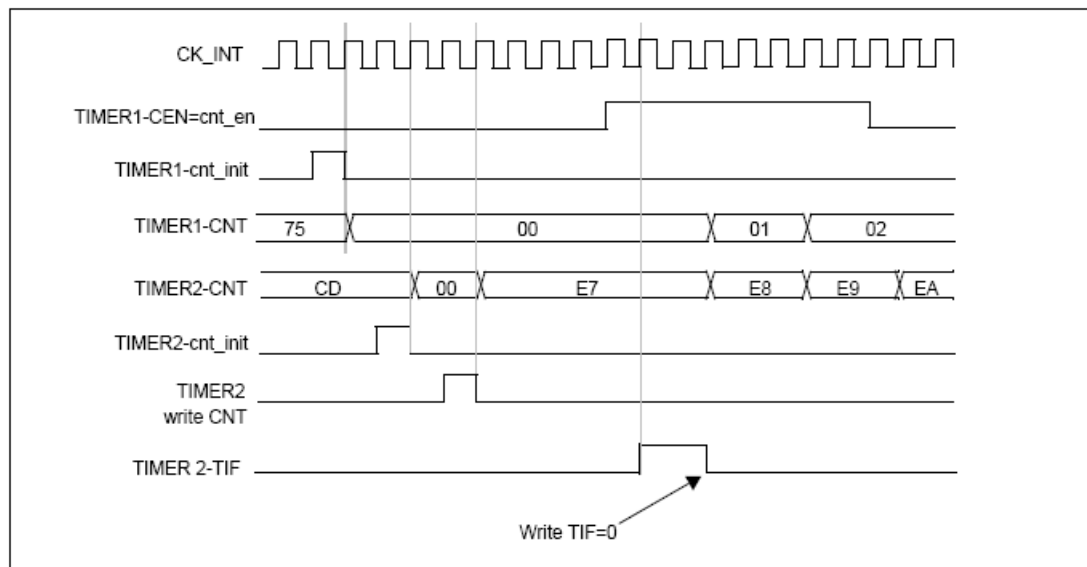 CK_INT
TIMER1-CEN=cnt_en
TIMER1-cnt_init
TIMER1-CNT 75 00 01 02
TIMER2-CNT CD 00 E7 E8 E9 EA
TIMER2-cnt_init
TIMER2
write CNT
TIMER 2-TIF
Write TIF=0